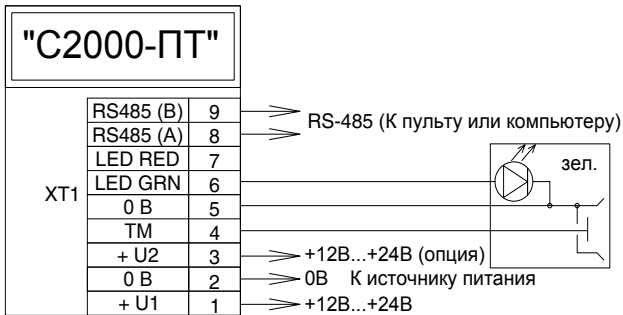 "С2000-ПТ"
XT1
RS485 (B) 9
RS485 (A) 8
LED RED 7
LED GRN 6
0 В 5
TM 4
+ U2 3
0 В 2
+ U1 1
RS-485 (К пульту или компьютеру)
зел.
+12В...+24В (опция)
0В К источнику питания
+12В...+24В